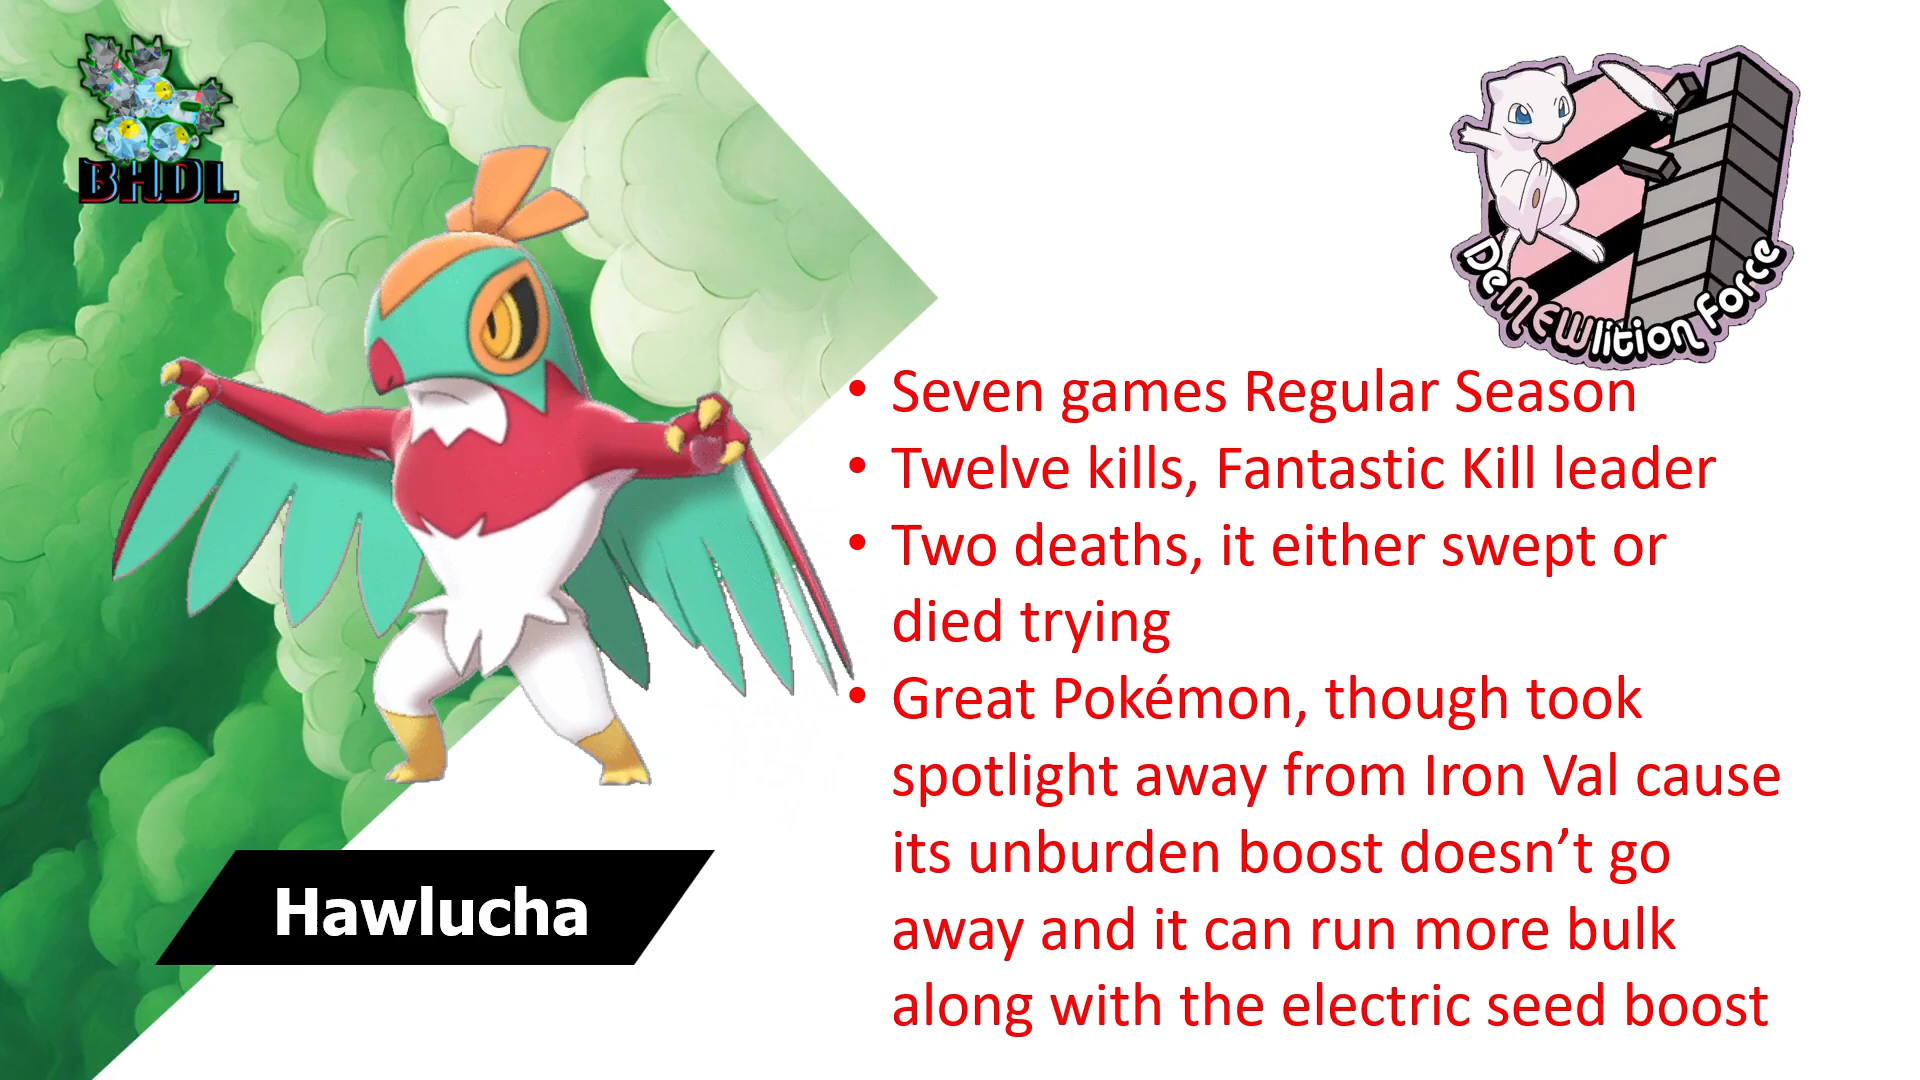 BHDL
DeMEWlition Force
• Seven games Regular Season
• Twelve kills, Fantastic Kill leader
• Two deaths, it either swept or
died trying
• Great Pokémon, though took
spotlight away from Iron Val cause
its unburden boost doesn’t go
away and it can run more bulk
along with the electric seed boost
Hawlucha